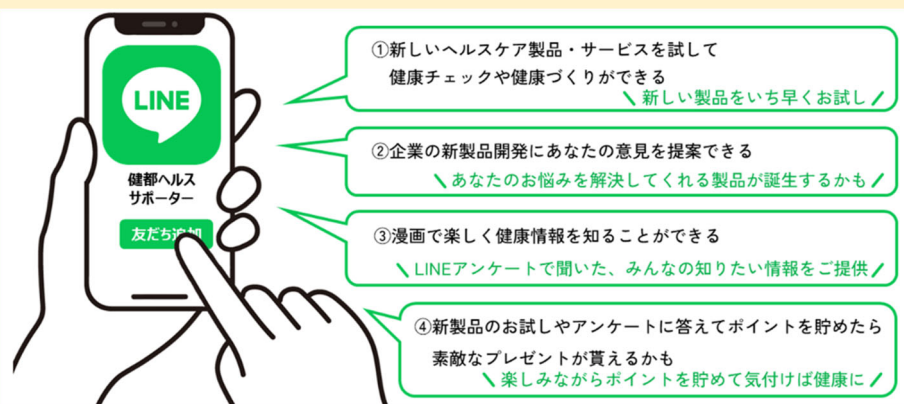 LINE
健都ヘルス
サポーター
友だち追加
①新しいヘルスケア製品・サービスを試して
健康チェックや健康づくりができる
\ 新しい製品をいち早くお試し /
②企業の新製品開発にあなたの意見を提案できる
\ あなたのお悩みを解決してくれる製品が誕生するかも /
③漫画で楽しく健康情報を知ることができる
\ LINEアンケートで聞いた、みんなの知りたい情報をご提供 /
④新製品のお試しやアンケートに答えてポイントを貯めたら
素敵なプレゼントが貰えるかも
\ 楽しみながらポイントを貯めて気付けば健康に /